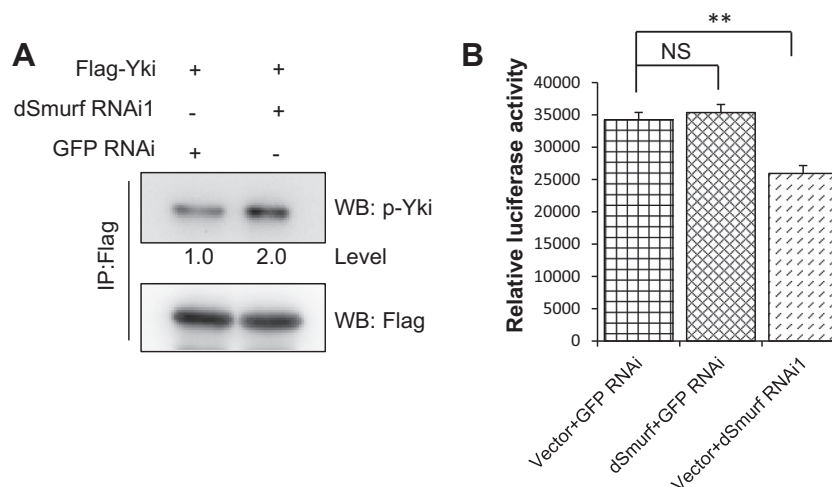 A
Flag-Yki + +
dSmurf RNAi1 - +
GFP RNAi + -
IP:Flag
WB: p-Yki
1.0 2.0 Level
WB: Flag
B
**
NS
Relative luciferase activity
40000
35000
30000
25000
20000
15000
10000
5000
0
Vector+GFP RNAi
dSmurf+GFP RNAi
Vector+dSmurf RNAi1